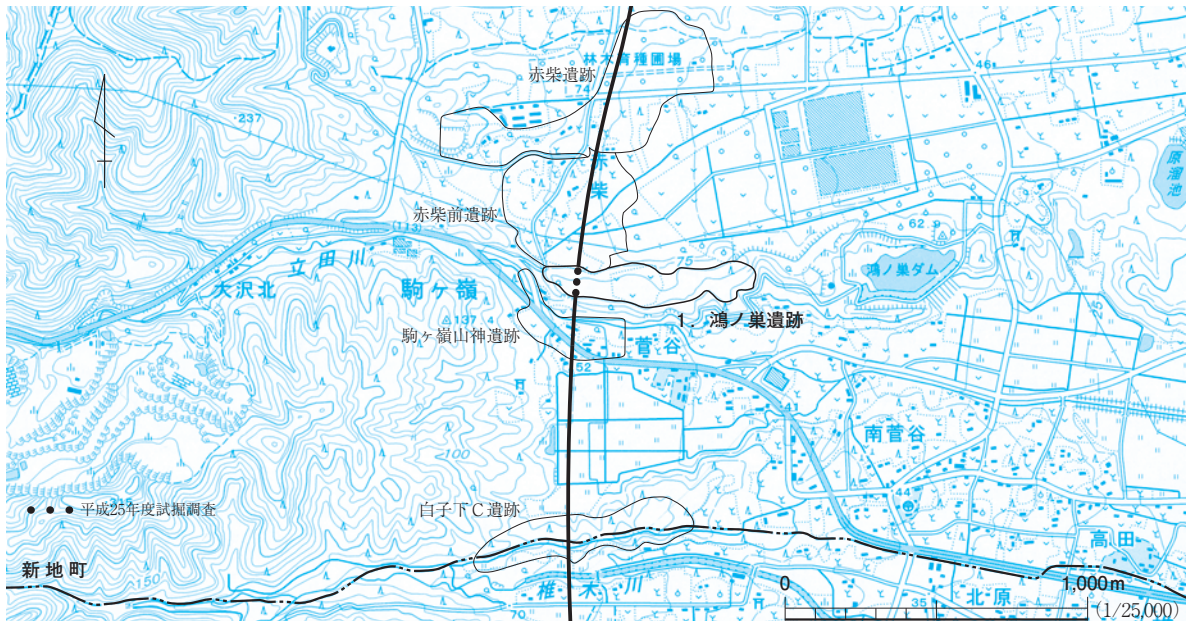 林木育種圃場
赤柴遺跡
74
46
・237
赤柴
原溜池
赤柴前遺跡
(113)
62.9
立田川
75
鴻ノ巣ダム
大沢北
駒ヶ嶺
25
△137.4
1. 鴻ノ巣遺跡
駒ヶ嶺山神遺跡
菅谷
52
41
南菅谷
100
44
白子下C遺跡
● ● ● 平成25年度試掘調査
高田
新地町
150
椎木川
0
1,000m
35
北原
70
(1/25,000)